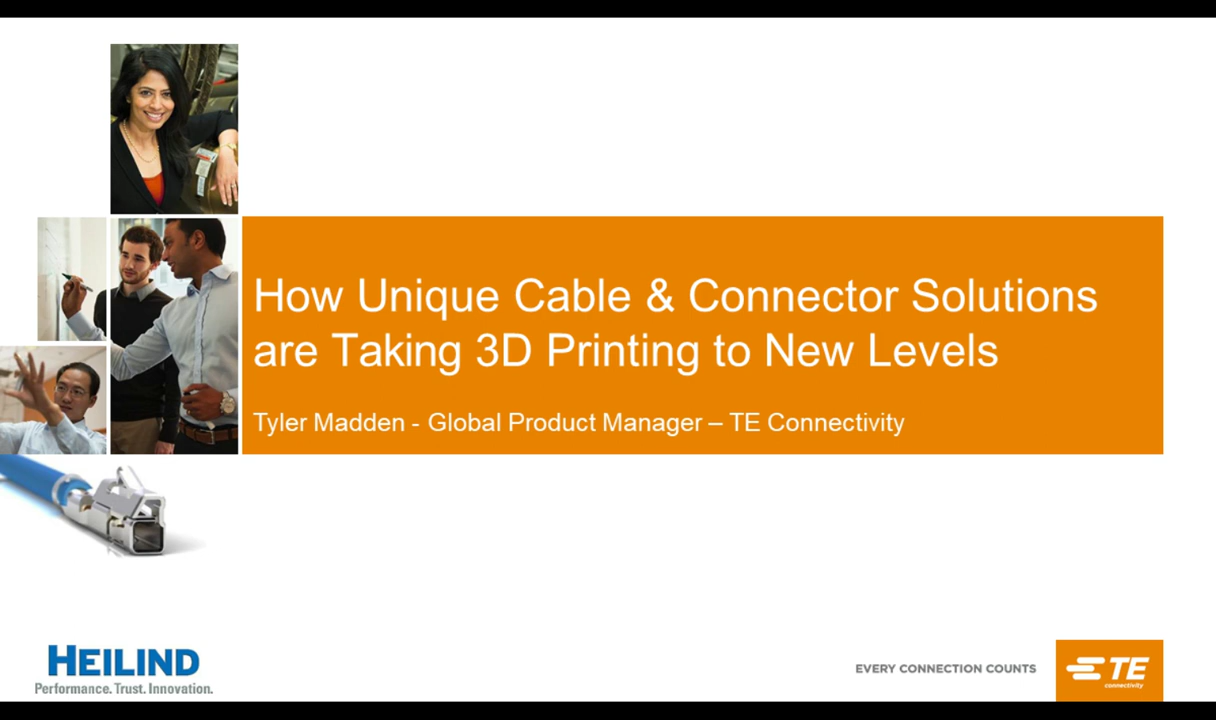 How Unique Cable & Connector Solutions
are Taking 3D Printing to New Levels
Tyler Madden - Global Product Manager – TE Connectivity
HEILIND
Performance. Trust. Innovation.
EVERY CONNECTION COUNTS
TE
connectivity